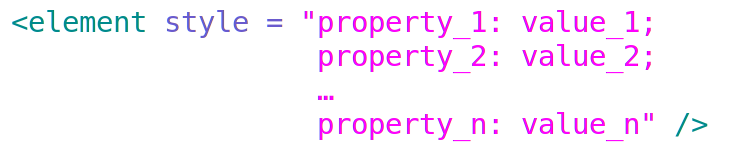 <element style = "property_1: value_1;
property_2: value_2;
…
property_n: value_n" />